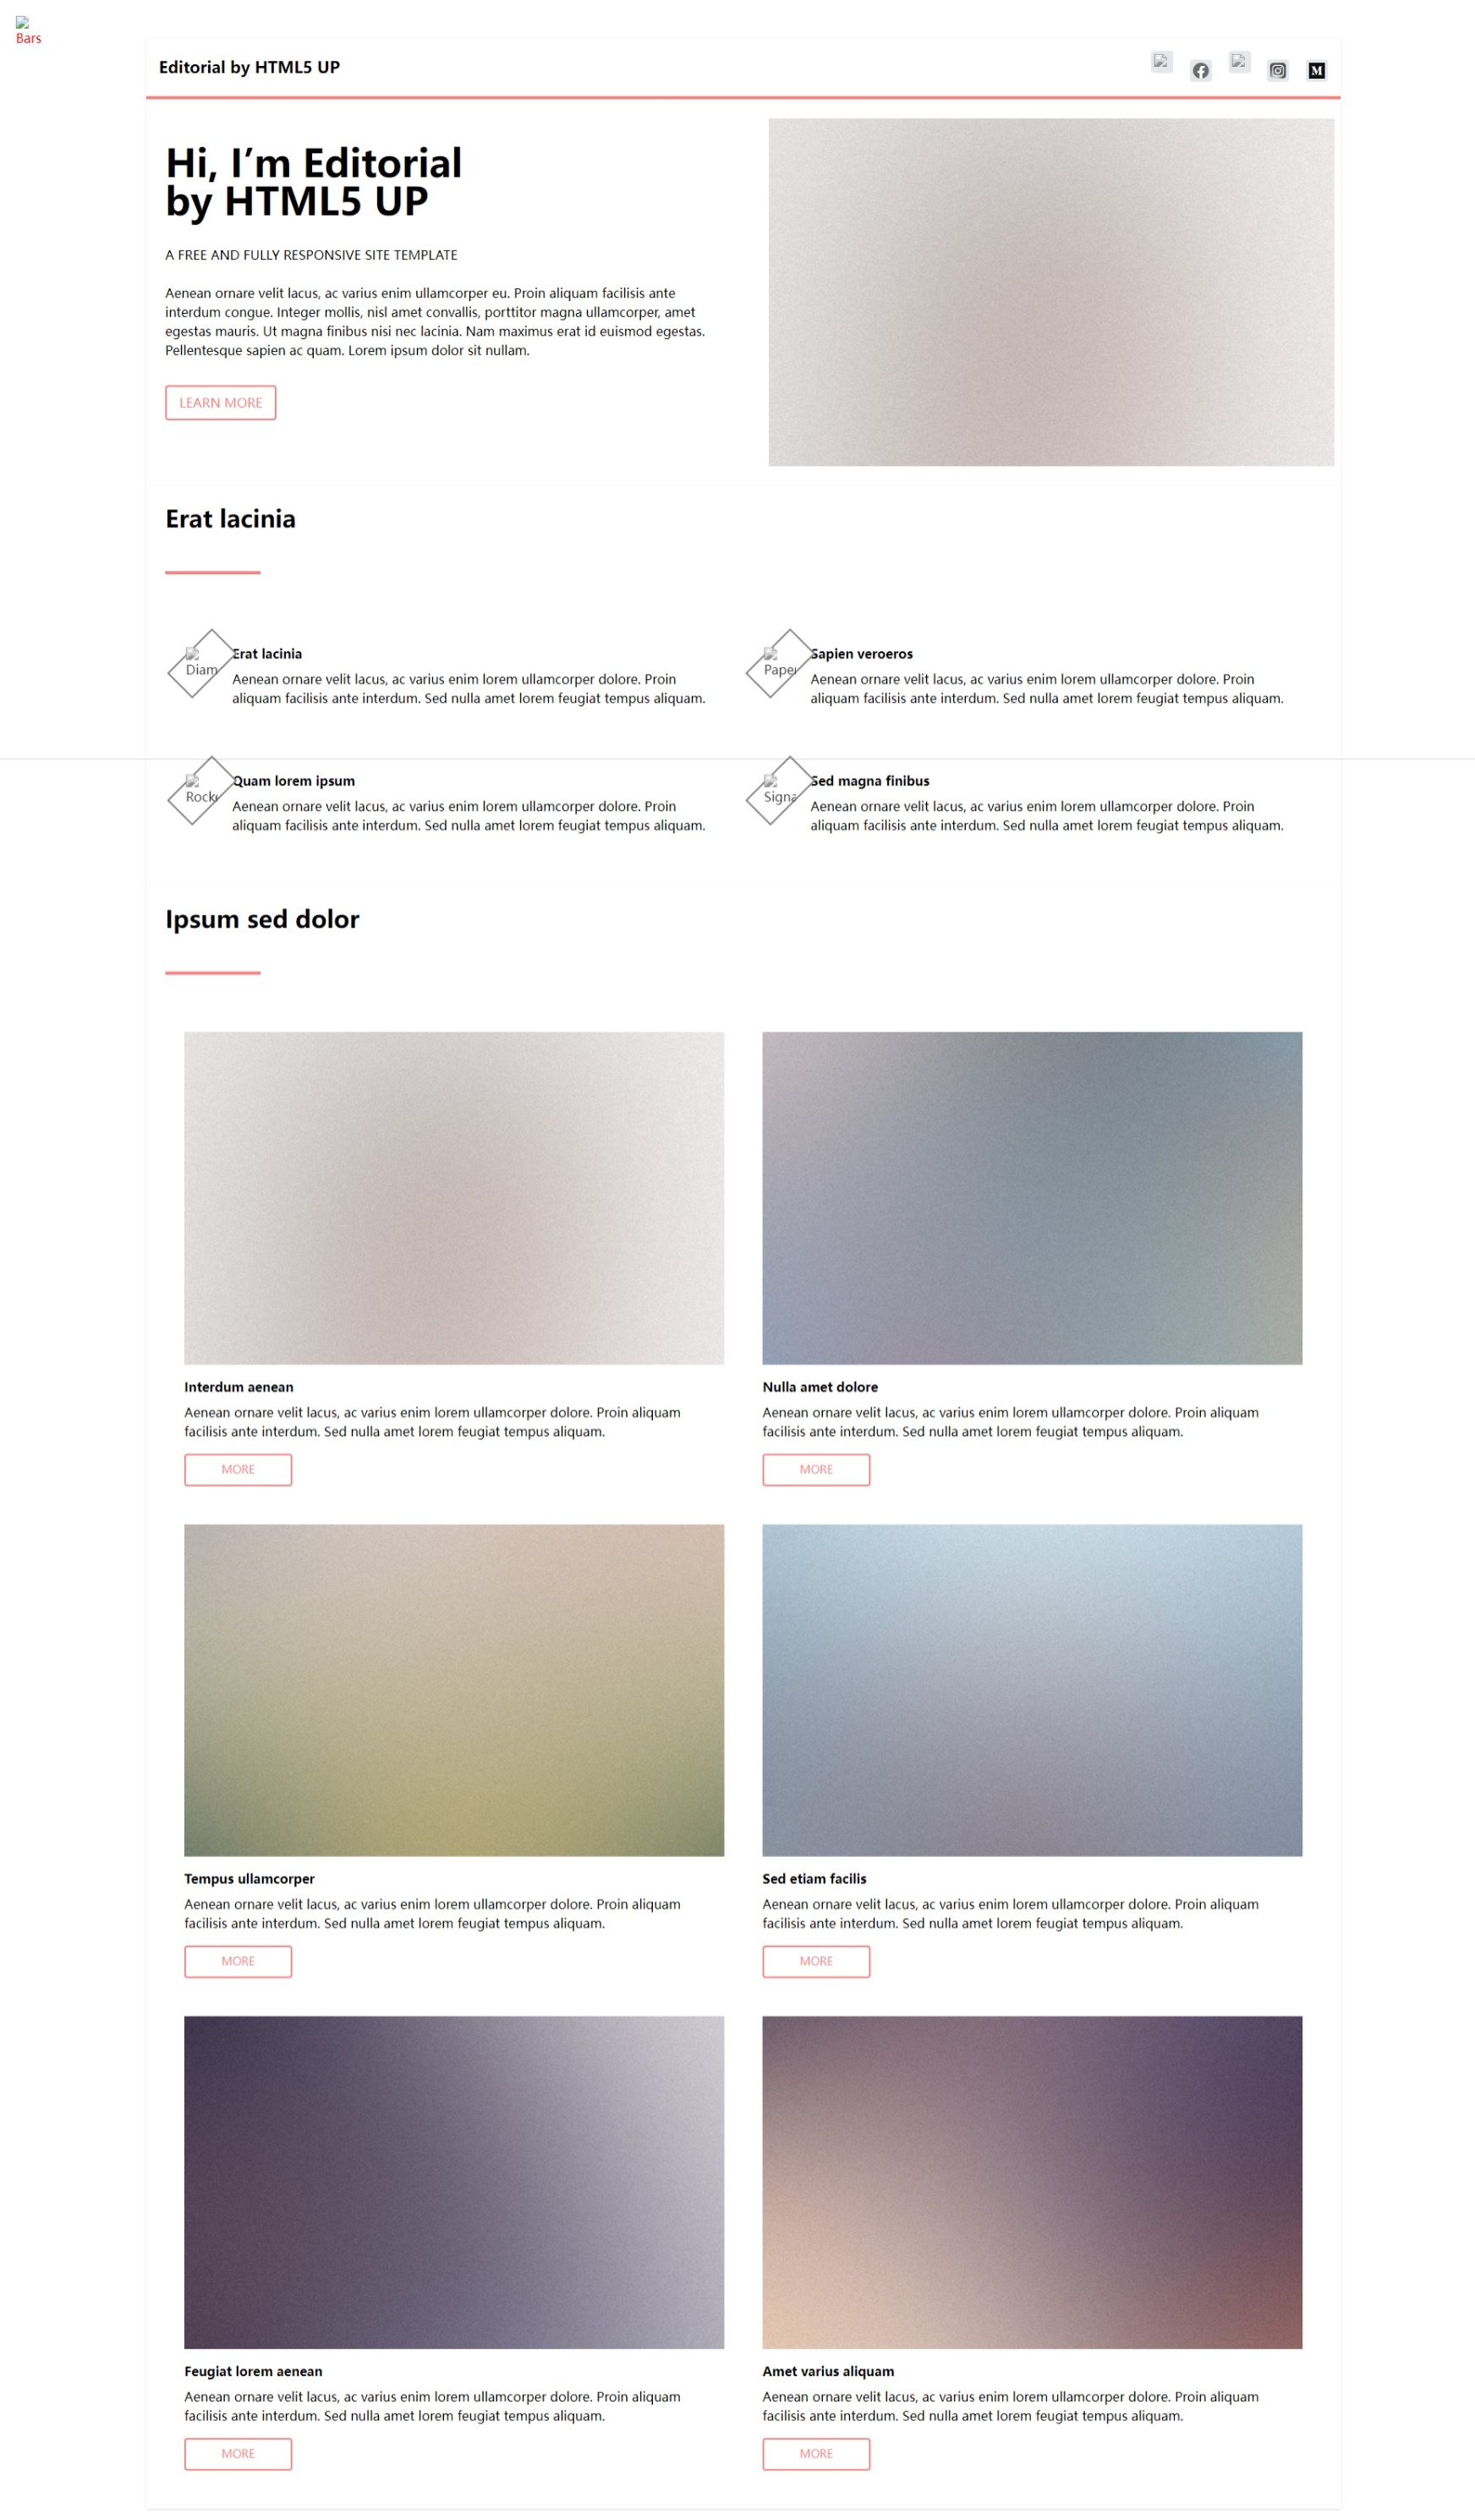 Bars
Editorial by HTML5 UP
M
Hi, I’m Editorial
by HTML5 UP
A FREE AND FULLY RESPONSIVE SITE TEMPLATE
Aenean ornare velit lacus, ac varius enim ullamcorper eu. Proin aliquam facilisis ante
interdum congue. Integer mollis, nisl amet convallis, porttitor magna ullamcorper, amet
egestas mauris. Ut magna finibus nisi nec lacinia. Nam maximus erat id euismod egestas.
Pellentesque sapien ac quam. Lorem ipsum dolor sit nullam.
LEARN MORE
Erat lacinia
Diam
Erat lacinia
Aenean ornare velit lacus, ac varius enim lorem ullamcorper dolore. Proin
aliquam facilisis ante interdum. Sed nulla amet lorem feugiat tempus aliquam.
Paper
Sapien veroeros
Aenean ornare velit lacus, ac varius enim lorem ullamcorper dolore. Proin
aliquam facilisis ante interdum. Sed nulla amet lorem feugiat tempus aliquam.
Rock
Quam lorem ipsum
Aenean ornare velit lacus, ac varius enim lorem ullamcorper dolore. Proin
aliquam facilisis ante interdum. Sed nulla amet lorem feugiat tempus aliquam.
Signa
Sed magna finibus
Aenean ornare velit lacus, ac varius enim lorem ullamcorper dolore. Proin
aliquam facilisis ante interdum. Sed nulla amet lorem feugiat tempus aliquam.
Ipsum sed dolor
Interdum aenean
Aenean ornare velit lacus, ac varius enim lorem ullamcorper dolore. Proin aliquam
facilisis ante interdum. Sed nulla amet lorem feugiat tempus aliquam.
MORE
Nulla amet dolore
Aenean ornare velit lacus, ac varius enim lorem ullamcorper dolore. Proin aliquam
facilisis ante interdum. Sed nulla amet lorem feugiat tempus aliquam.
MORE
Tempus ullamcorper
Aenean ornare velit lacus, ac varius enim lorem ullamcorper dolore. Proin aliquam
facilisis ante interdum. Sed nulla amet lorem feugiat tempus aliquam.
MORE
Sed etiam facilis
Aenean ornare velit lacus, ac varius enim lorem ullamcorper dolore. Proin aliquam
facilisis ante interdum. Sed nulla amet lorem feugiat tempus aliquam.
MORE
Feugiat lorem aenean
Aenean ornare velit lacus, ac varius enim lorem ullamcorper dolore. Proin aliquam
facilisis ante interdum. Sed nulla amet lorem feugiat tempus aliquam.
MORE
Amet varius aliquam
Aenean ornare velit lacus, ac varius enim lorem ullamcorper dolore. Proin aliquam
facilisis ante interdum. Sed nulla amet lorem feugiat tempus aliquam.
MORE